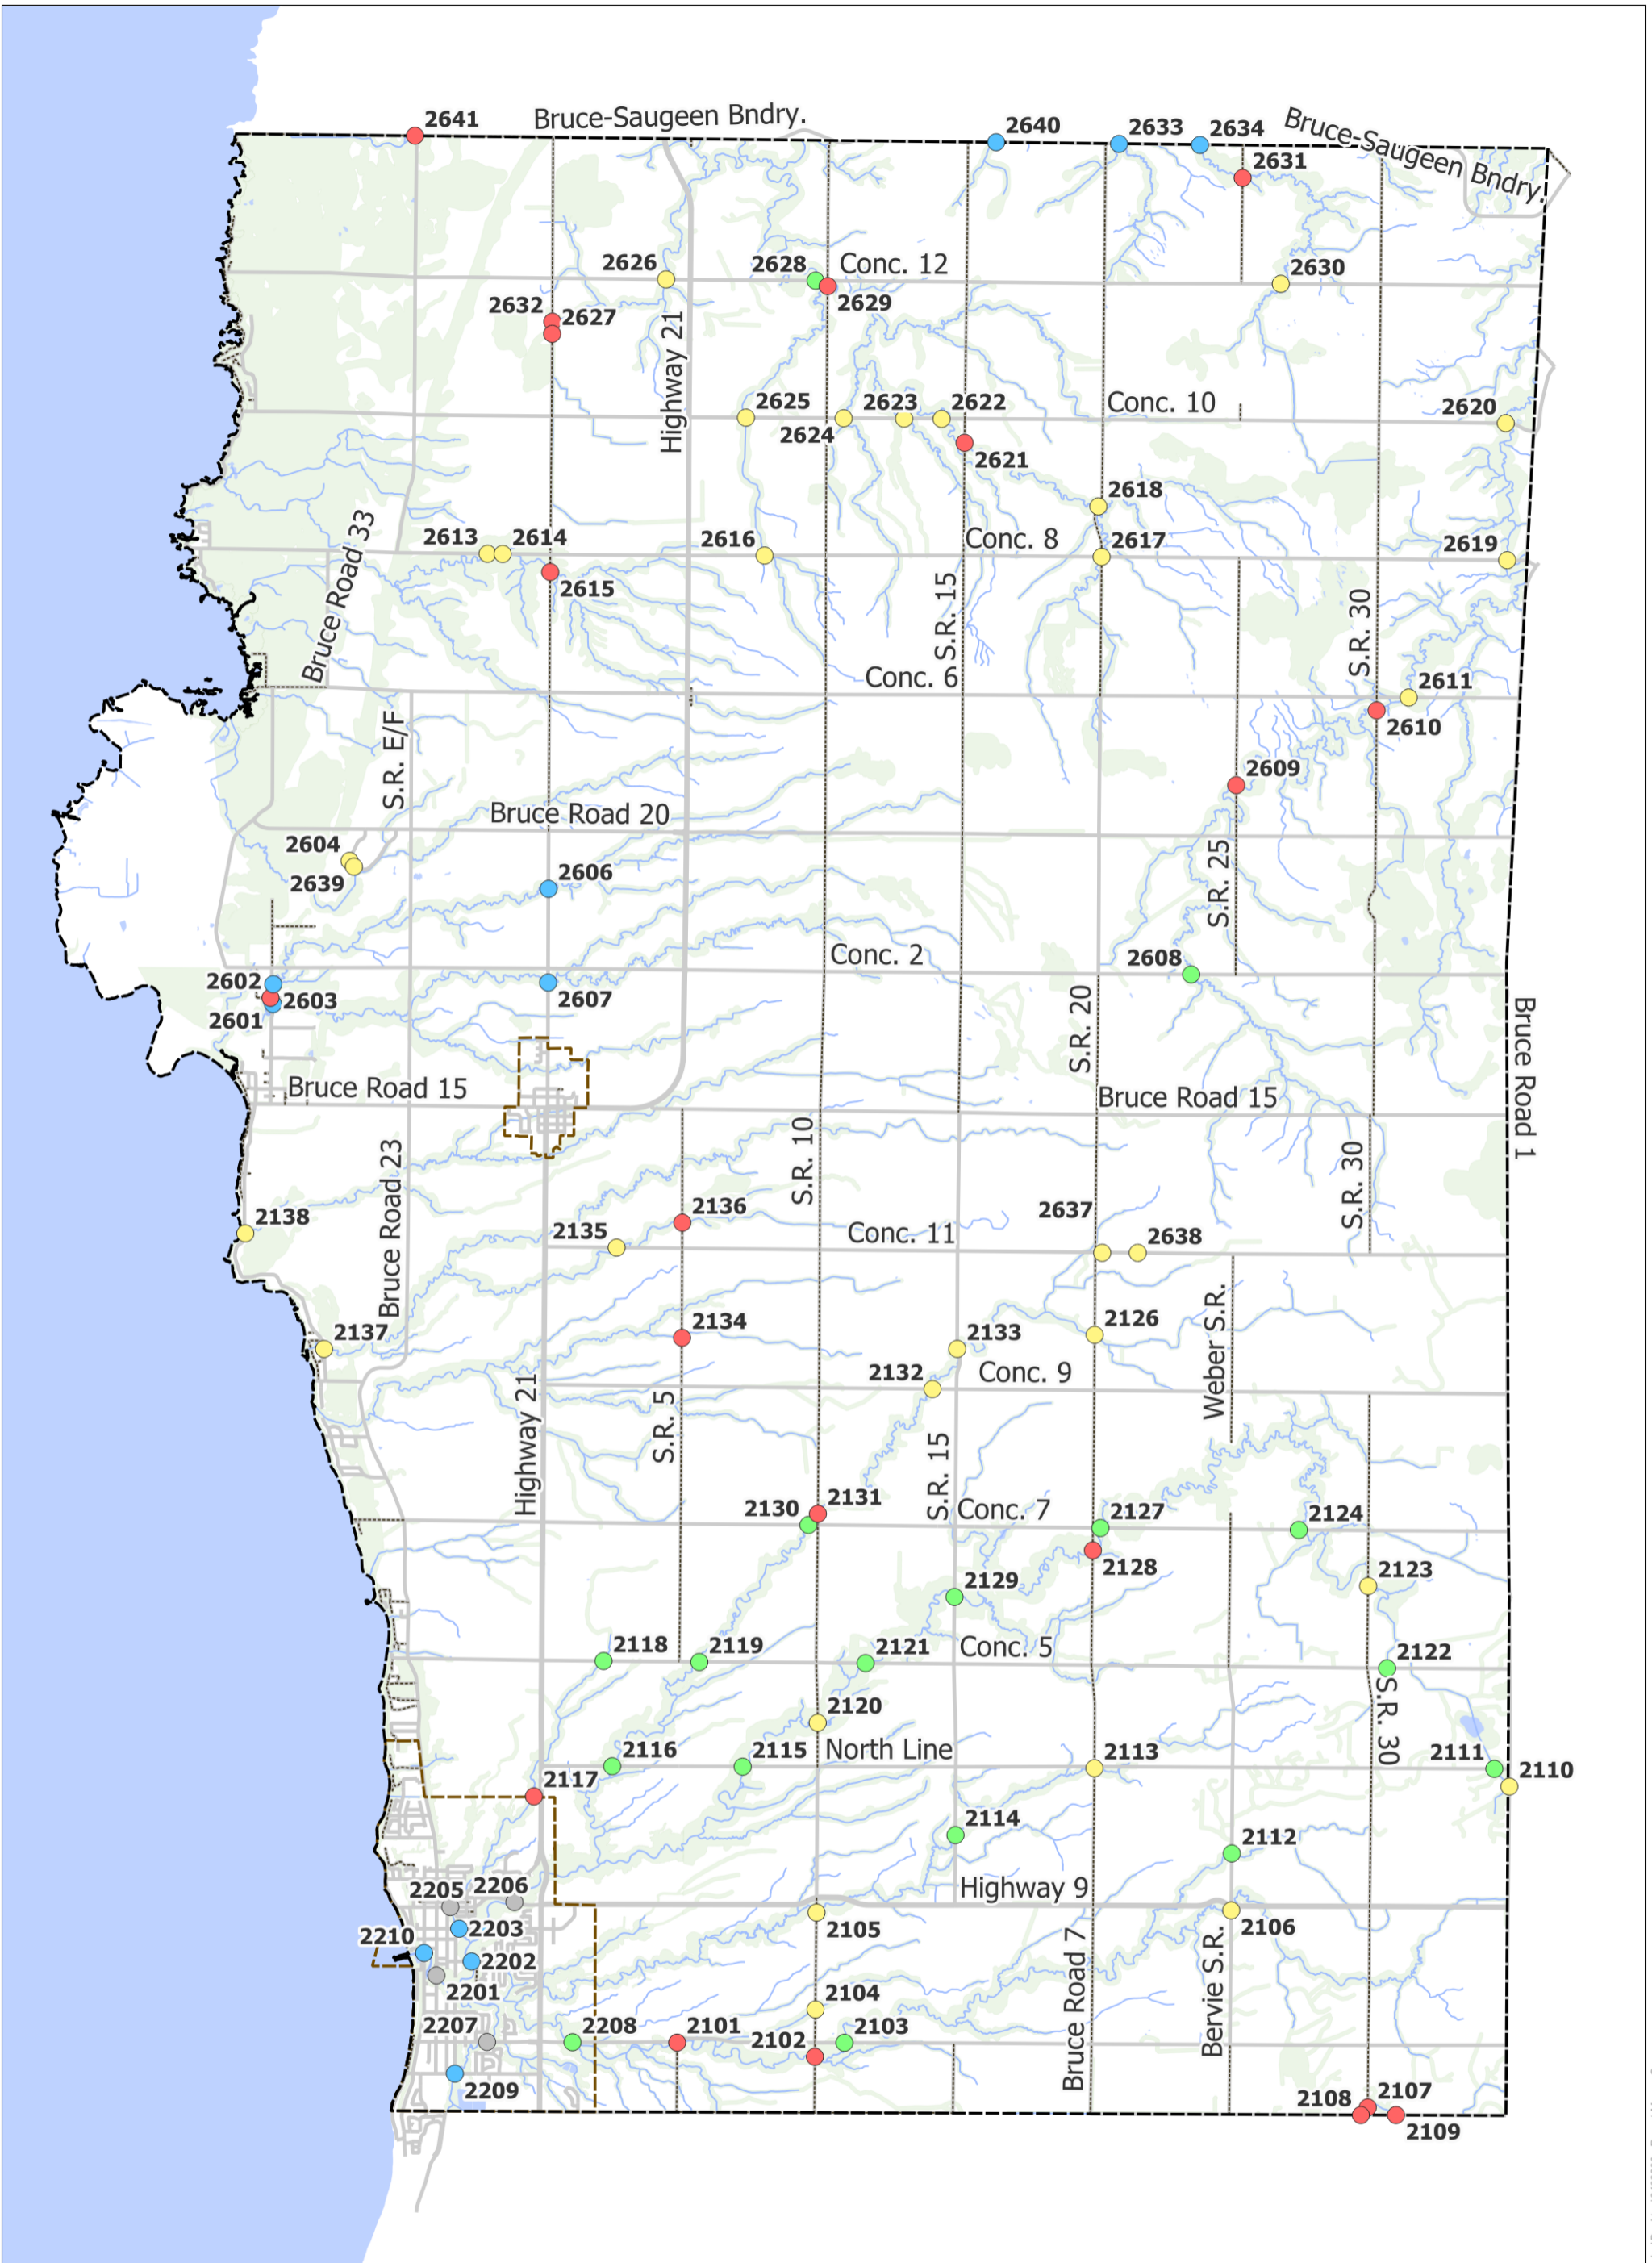 Bruce-Saugeen Bndry.
2641
2640
2633
2634
Bruce-Saugeen Bndry.
2631
2626
2628
Conc. 12
2630
2629
2632
2627
Highway 21
2625
2623
2622
Conc. 10
2620
2624
2621
2618
Bruce Road 33
2613
2614
2616
Conc. 8
2617
2619
2615
S.R. 15
S.R. 30
Conc. 6
2611
2610
S.R. E/F
2609
Bruce Road 20
2604
2639
2606
S.R. 25
Conc. 2
2608
2602
2603
2601
2607
S.R. 20
Bruce Road 1
Bruce Road 15
Bruce Road 15
Bruce Road 23
S.R. 10
S.R. 30
2138
2136
2637
2135
Conc. 11
2638
2137
2134
2133
2126
Weber S.R.
2132
Conc. 9
Highway 21
S.R. 5
S.R. 15
2131
2130
Conc. 7
2127
2124
2128
2123
2129
2118
2119
2121
Conc. 5
2122
S.R. 30
2120
2116
2115
North Line
2113
2111
2110
2117
2114
2112
2205
2206
Highway 9
2203
2105
2106
2210
2202
2201
Bruce Road 7
Bervie S.R.
2104
2207
2208
2101
2102
2103
2209
2108
2107
2109